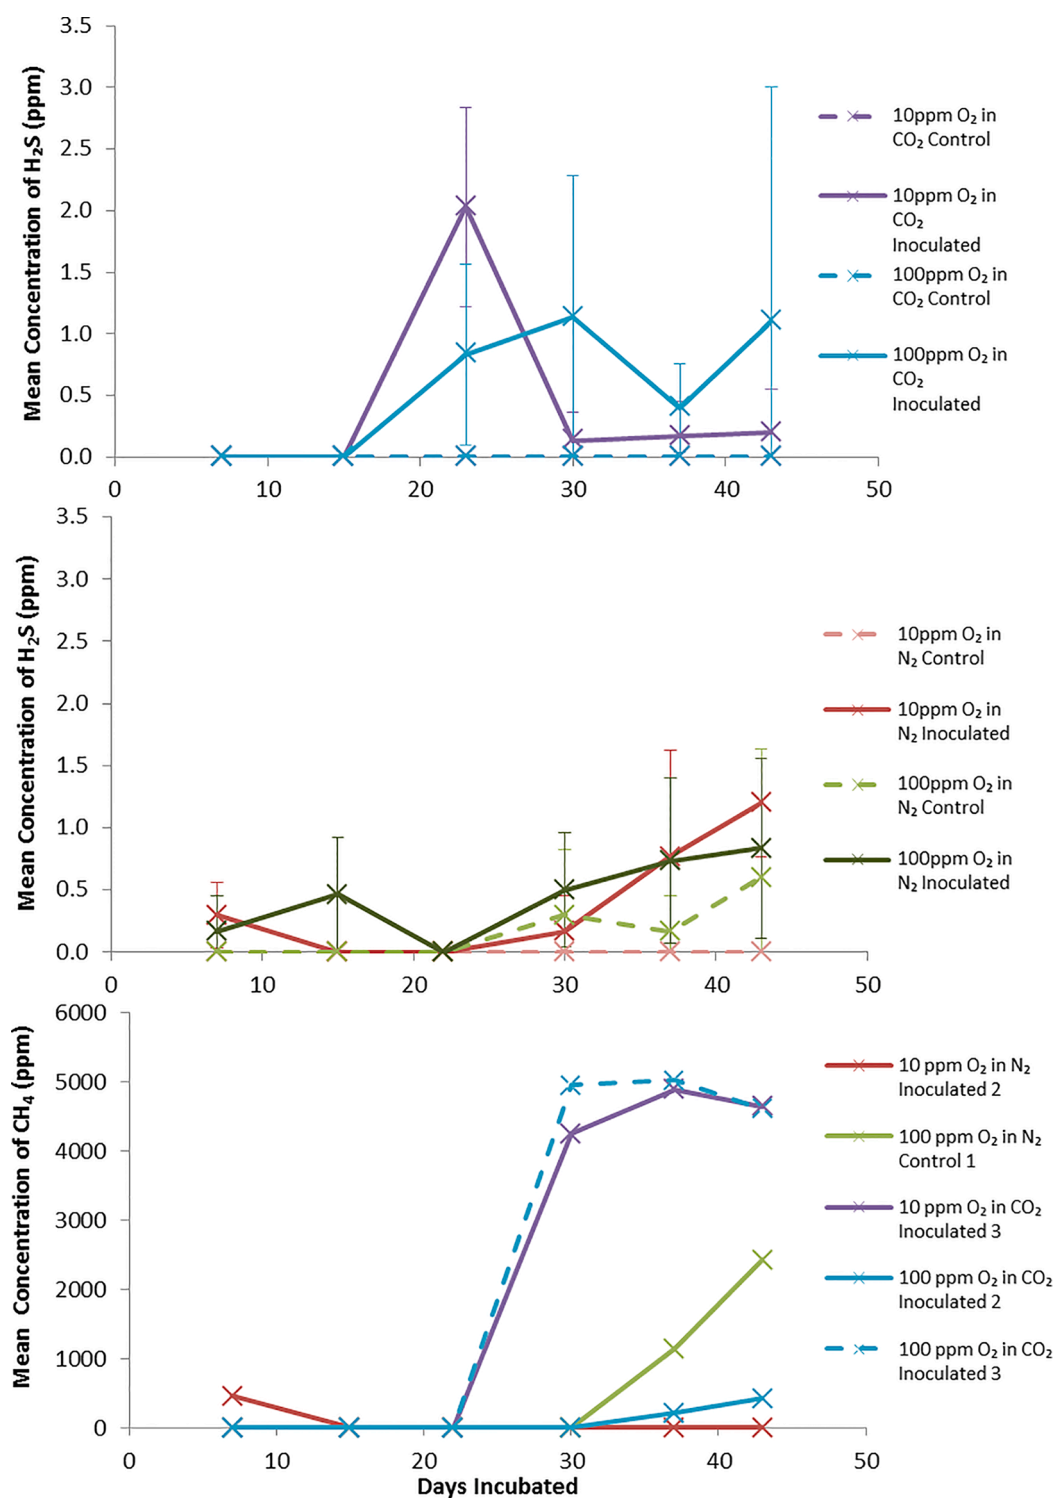 3.5
3.0
2.5
2.0
1.5
1.0
0.5
0.0
Mean Concentration of H₂S (ppm)
0 10 20 30 40 50
10ppm O₂ in
CO₂ Control
10ppm O₂ in
CO₂
Inoculated
100ppm O₂ in
CO₂ Control
100ppm O₂ in
CO₂
Inoculated
3.5
3.0
2.5
2.0
1.5
1.0
0.5
0.0
Mean Concentration of H₂S (ppm)
0 10 20 30 40 50
10ppm O₂ in
N₂ Control
10ppm O₂ in
N₂ Inoculated
100ppm O₂ in
N₂ Control
100ppm O₂ in
N₂ Inoculated
6000
5000
4000
3000
2000
1000
0
Mean Concentration of CH₄ (ppm)
0 10 20 30 40 50
Days Incubated
10 ppm O₂ in N₂
Inoculated 2
100 ppm O₂ in N₂
Control 1
10 ppm O₂ in CO₂
Inoculated 3
100 ppm O₂ in CO₂
Inoculated 2
100 ppm O₂ in CO₂
Inoculated 3